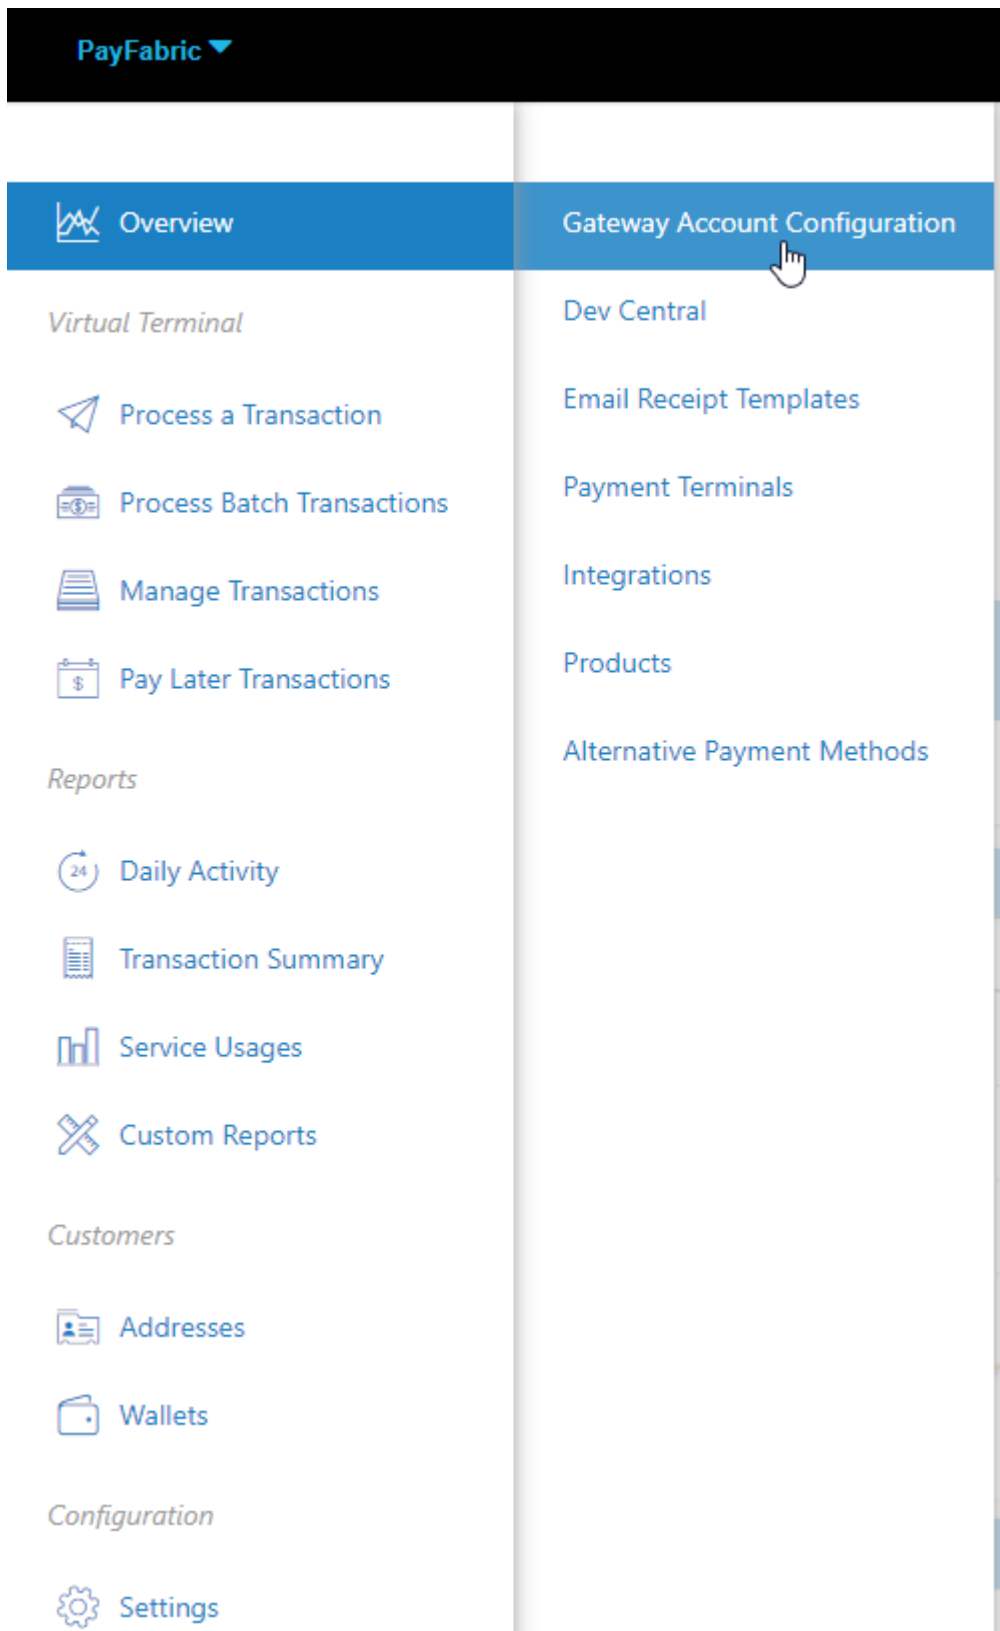 PayFabric
Overview
Virtual Terminal
Process a Transaction
Process Batch Transactions
Manage Transactions
$
Pay Later Transactions
Reports
24
Daily Activity
Transaction Summary
Service Usages
Custom Reports
Customers
Addresses
Wallets
Configuration
Settings
Gateway Account Configuration
Dev Central
Email Receipt Templates
Payment Terminals
Integrations
Products
Alternative Payment Methods